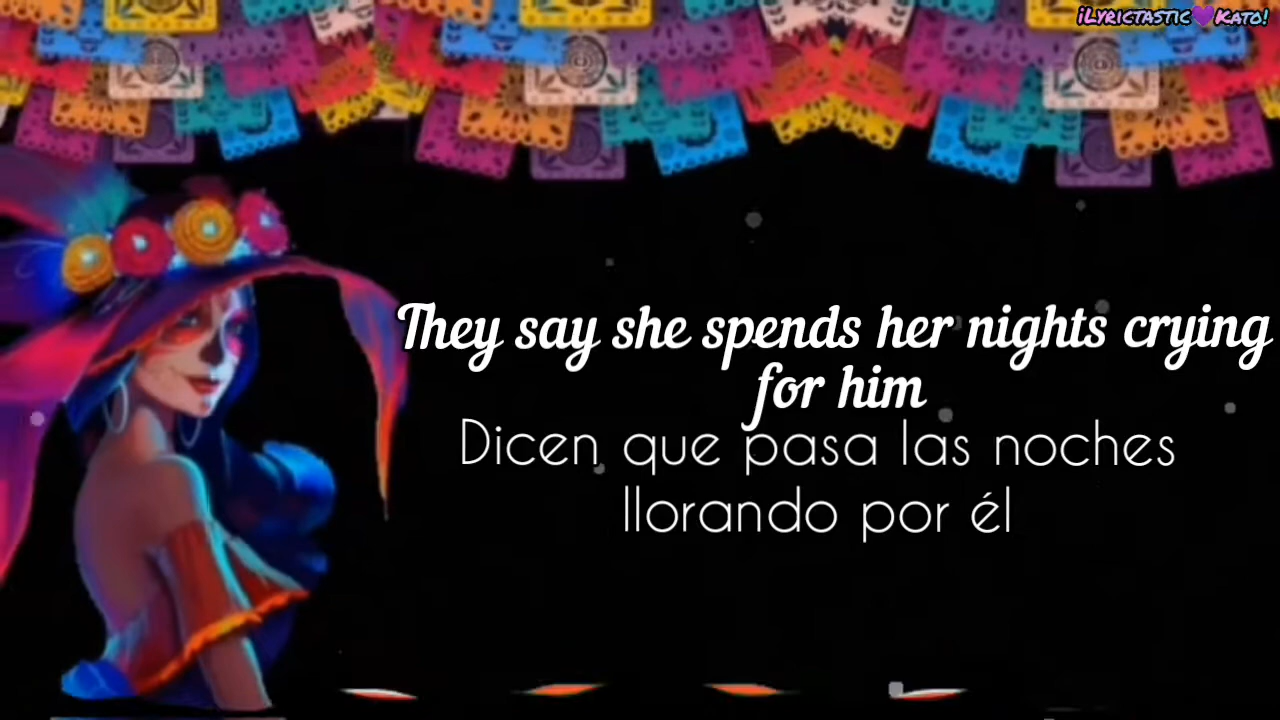 iLyrictastic💜Kato!
They say she spends her nights crying
for him
Dicen que pasa las noches
llorando por él